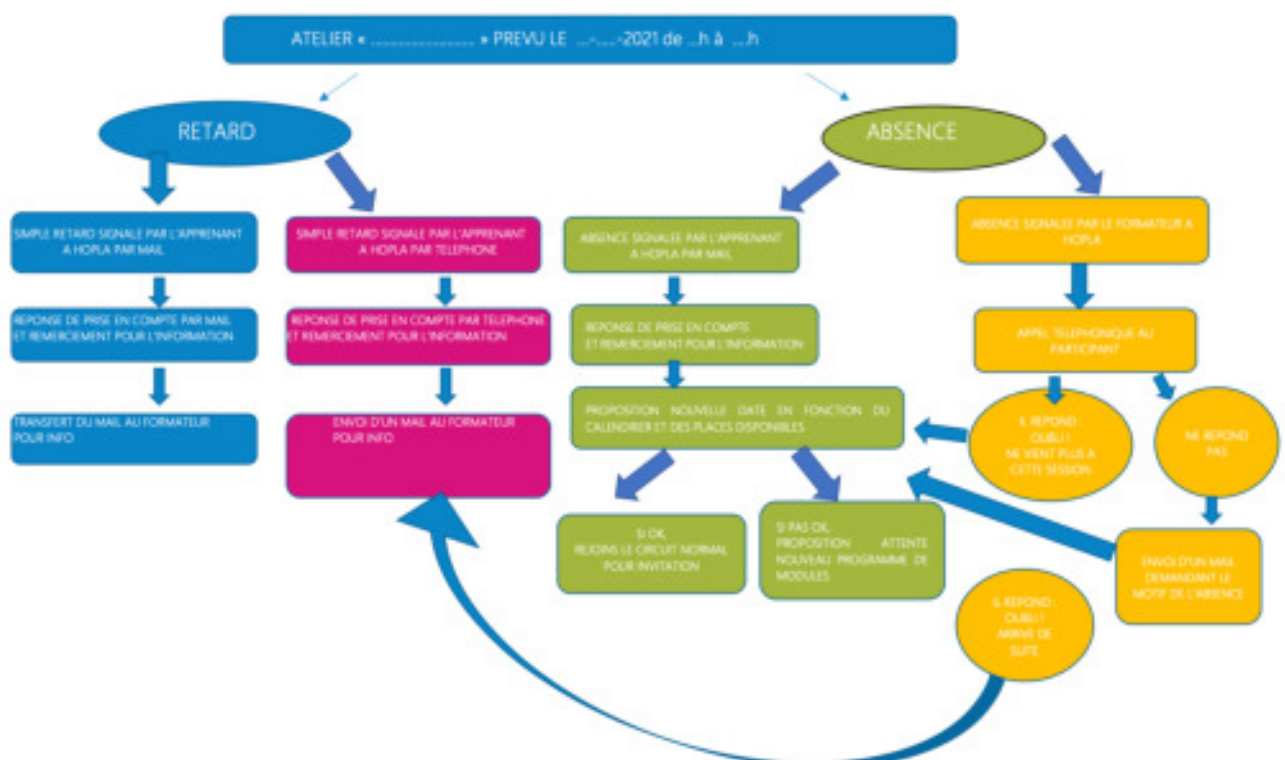 ATELIER « ........................ » PREVU LE ...-.....-2021 de ...h à ....h
RETARD
ABSENCE
SIMPLE RETARD SIGNALE PAR L'APPRENANT
A HOPLA PAR MAIL
SIMPLE RETARD SIGNALE PAR L'APPRENANT
A HOPLA PAR TELEPHONE
ABSENCE SIGNALEE PAR L'APPRENANT
A HOPLA PAR MAIL
ABSENCE SIGNALEE PAR LE FORMATEUR A
HOPLA
REPONSE DE PRISE EN COMPTE PAR MAIL
ET REMERCIEMENT POUR L'INFORMATION
REPONSE DE PRISE EN COMPTE PAR TELEPHONE
ET REMERCIEMENT POUR L'INFORMATION
REPONSE DE PRISE EN COMPTE
ET REMERCIEMENT POUR L'INFORMATION
APPEL TELEPHONIQUE AU
PARTICIPANT
TRANSFERT DU MAIL AU FORMATEUR
POUR INFO
ENVOI D'UN MAIL AU FORMATEUR
POUR INFO
PROPOSITION NOUVELLE DATE EN FONCTION DU
CALENDRIER ET DES PLACES DISPONIBLES
IL REPOND :
OUBLI !
NE VIENT PLUS A
CETTE SESSION
NE REPOND
PAS
SI OK,
REJOINS LE CIRCUIT NORMAL
POUR INVITATION
SI PAS OK,
PROPOSITION ATTENTE
NOUVEAU PROGRAMME DE
MODULES
ENVOI D'UN MAIL
DEMANDANT LE
MOTIF DE L'ABSENCE
IL REPOND :
OUBLI !
ARRIVE DE
SUITE